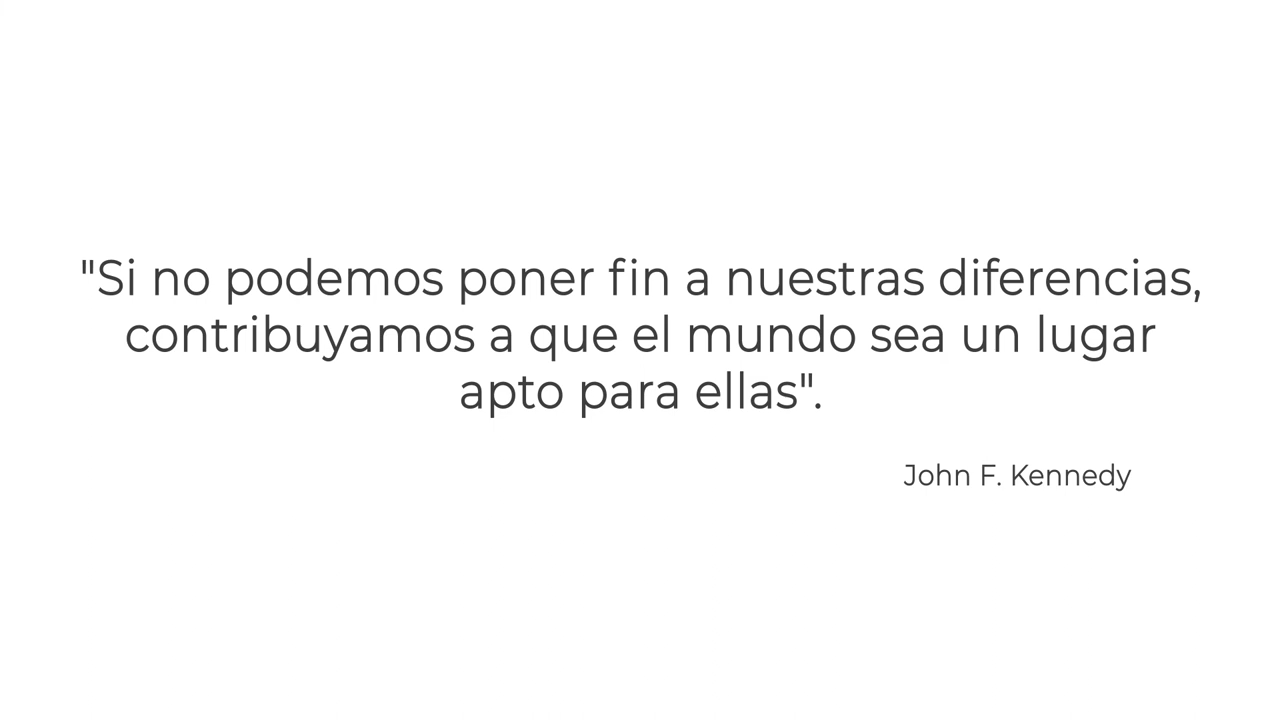 "Si no podemos poner fin a nuestras diferencias,
contribuyamos a que el mundo sea un lugar
apto para ellas".
John F. Kennedy